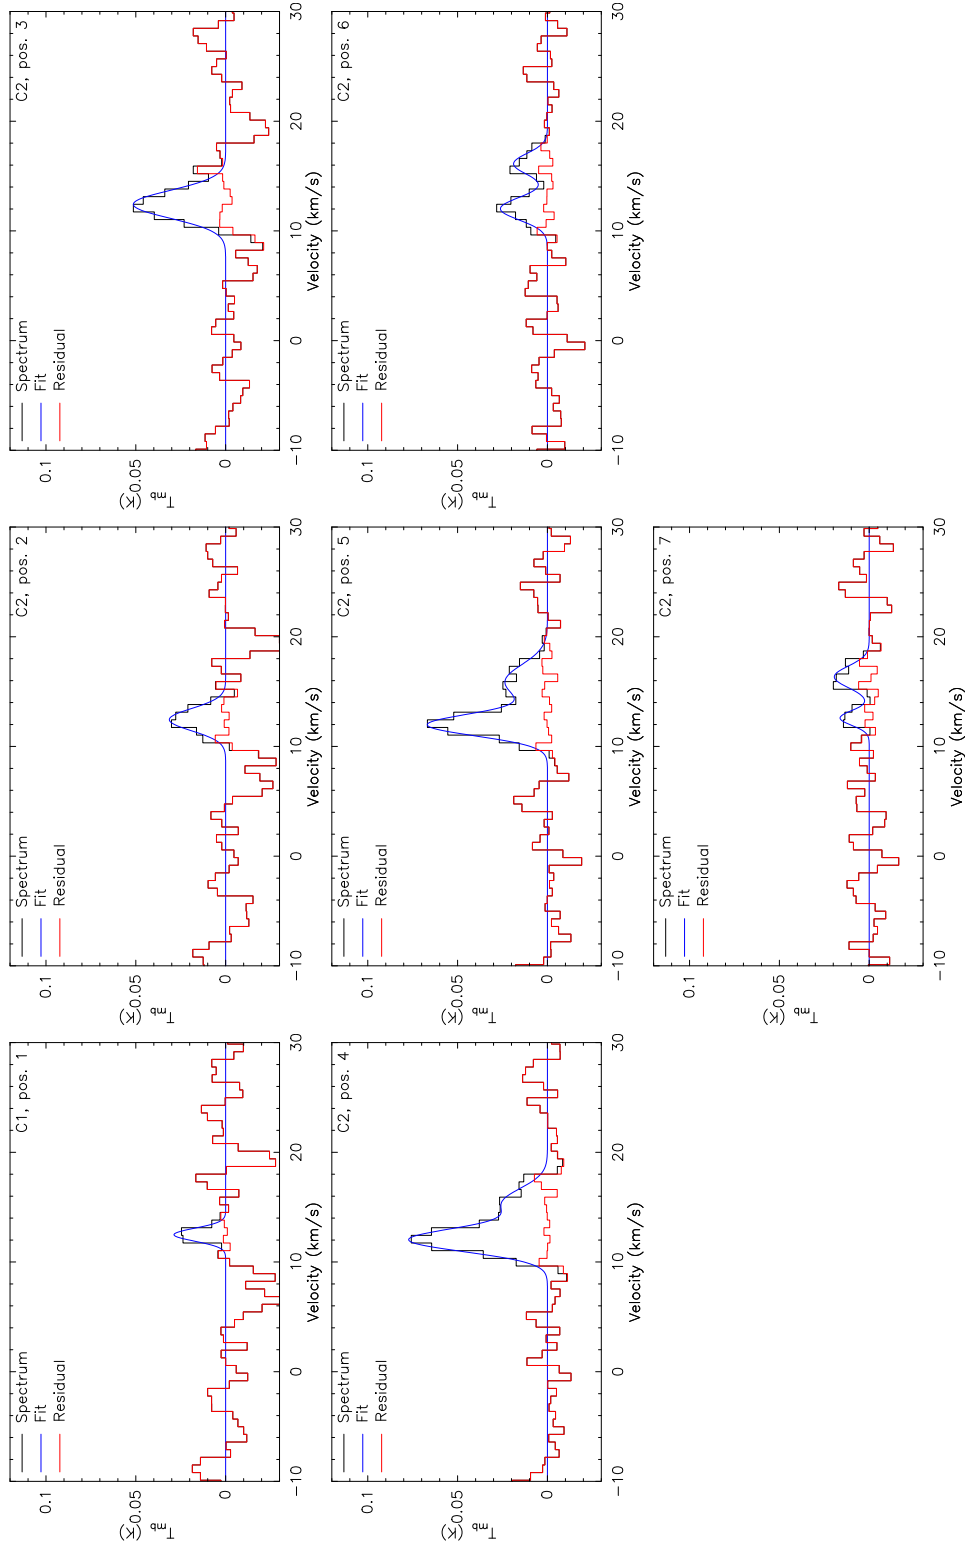 C1, pos. 1
Spectrum
Fit
Residual
0.1
0.05
0
T_mb (K)
−10 0 10 20 30
Velocity (km/s)
C2, pos. 2
Spectrum
Fit
Residual
0.1
0.05
0
T_mb (K)
−10 0 10 20 30
Velocity (km/s)
C2, pos. 3
Spectrum
Fit
Residual
0.1
0.05
0
T_mb (K)
−10 0 10 20 30
Velocity (km/s)
C2, pos. 4
Spectrum
Fit
Residual
0.1
0.05
0
T_mb (K)
−10 0 10 20 30
Velocity (km/s)
C2, pos. 5
Spectrum
Fit
Residual
0.1
0.05
0
T_mb (K)
−10 0 10 20 30
Velocity (km/s)
C2, pos. 6
Spectrum
Fit
Residual
0.1
0.05
0
T_mb (K)
−10 0 10 20 30
Velocity (km/s)
C2, pos. 7
Spectrum
Fit
Residual
0.1
0.05
0
T_mb (K)
−10 0 10 20 30
Velocity (km/s)